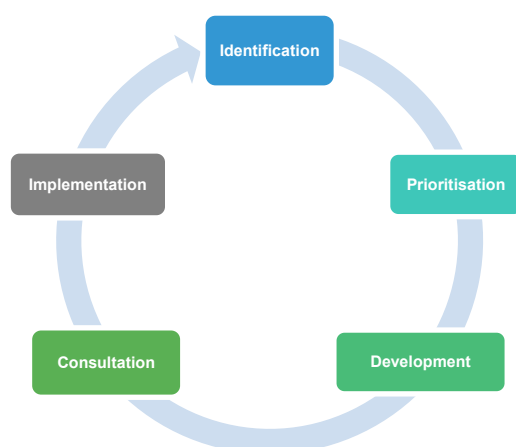 Identification
Prioritisation
Development
Consultation
Implementation